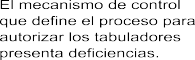 El mecanismo de control
que define el proceso para
autorizar los tabuladores
presenta deficiencias.